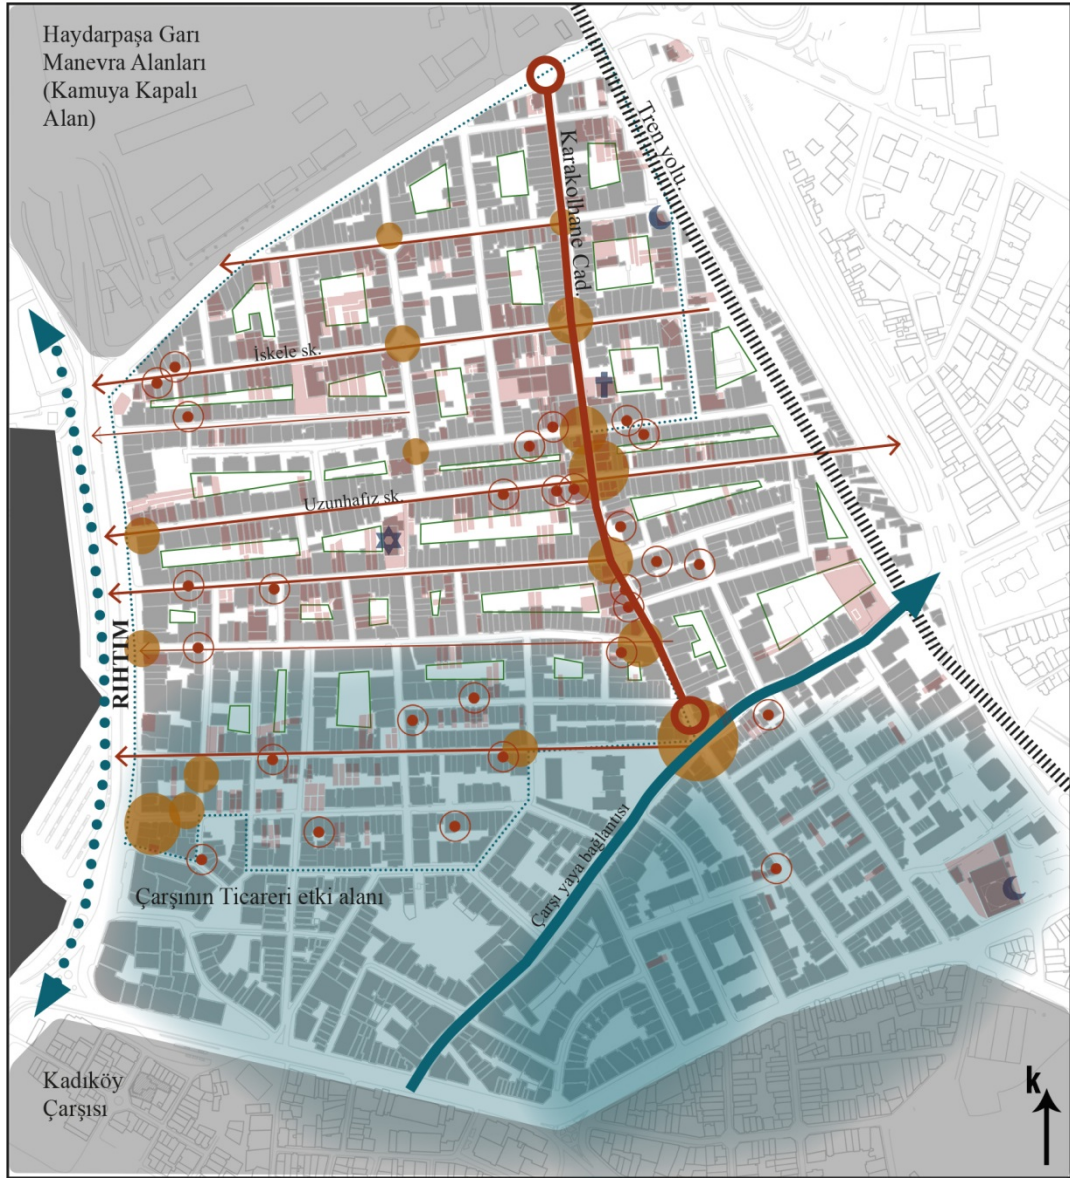 Haydarpaşa Garı
Manevra Alanları
(Kamuya Kapalı
Alan)
Tren yolu.
Karakolhane Cad.
İskele sk.
Uzunhafız sk.
RIHTIM
Çarşı yaya bağlantısı
Çarşının Ticareri etki alanı
Kadıköy
Çarşısı
k